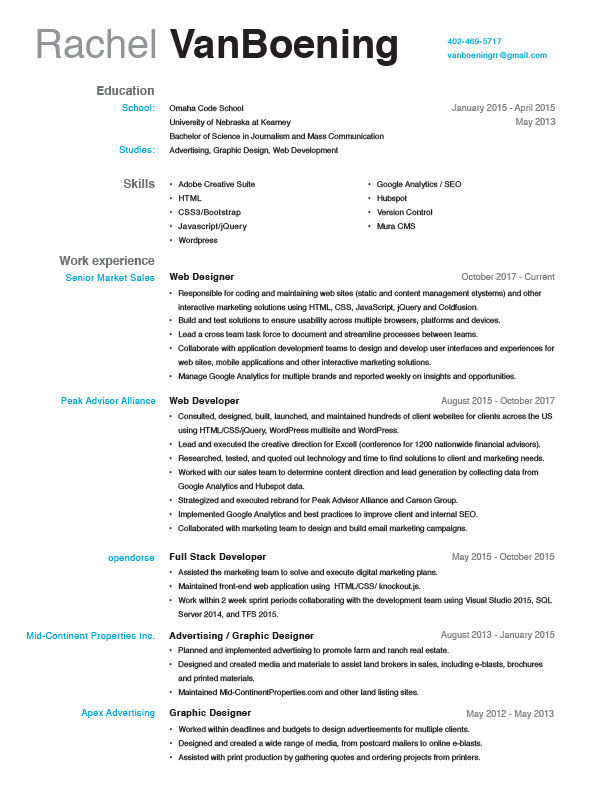 Rachel VanBoening
402-469-5717
vanboeningrr@gmail.com
Education
School: Omaha Code School January 2015 - April 2015
University of Nebraska at Kearney May 2013
Bachelor of Science in Journalism and Mass Communication
Studies: Advertising, Graphic Design, Web Development
Skills
• Adobe Creative Suite
• HTML
• CSS3/Bootstrap
• Javascript/jQuery
• Wordpress
• Google Analytics / SEO
• Hubspot
• Version Control
• Mura CMS
Work experience
Senior Market Sales Web Designer October 2017 - Current
• Responsible for coding and maintaining web sites (static and content management stystems) and other
interactive marketing solutions using HTML, CSS, JavaScript, jQuery and Coldfusion.
• Build and test solutions to ensure usability across multiple browsers, platforms and devices.
• Lead a cross team task force to document and streamline processes between teams.
• Collaborate with application development teams to design and develop user interfaces and experiences for
web sites, mobile applications and other interactive marketing solutions.
• Manage Google Analytics for multiple brands and reported weekly on insights and opportunities.
Peak Advisor Alliance Web Developer August 2015 - October 2017
• Consulted, designed, built, launched, and maintained hundreds of client websites for clients across the US
using HTML/CSS/jQuery, WordPress multisite and WordPress.
• Lead and executed the creative direction for Excell (conference for 1200 nationwide financial advisors).
• Researched, tested, and quoted out technology and time to find solutions to client and marketing needs.
• Worked with our sales team to determine content direction and lead generation by collecting data from
Google Analytics and Hubspot data.
• Strategized and executed rebrand for Peak Advisor Alliance and Carson Group.
• Implemented Google Analytics and best practices to improve client and internal SEO.
• Collaborated with marketing team to design and build email marketing campaigns.
opendorse Full Stack Developer May 2015 - October 2015
• Assisted the marketing team to solve and execute digital marketing plans.
• Maintained front-end web application using HTML/CSS/ knockout.js.
• Work within 2 week sprint periods collaborating with the development team using Visual Studio 2015, SQL
Server 2014, and TFS 2015.
Mid-Continent Properties inc. Advertising / Graphic Designer August 2013 - January 2015
• Planned and implemented advertising to promote farm and ranch real estate.
• Designed and created media and materials to assist land brokers in sales, including e-blasts, brochures
and printed materials.
• Maintained Mid-ContinentProperties.com and other land listing sites.
Apex Advertising Graphic Designer May 2012 - May 2013
• Worked within deadlines and budgets to design advertisements for multiple clients.
• Designed and created a wide range of media, from postcard mailers to online e-blasts.
• Assisted with print production by gathering quotes and ordering projects from printers.